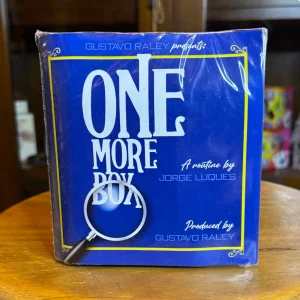 GUSTAVO RALEY presents:
ONE
MORE
BOX
A routine by
JORGE LUQUES
Produced by
GUSTAVO RALEY